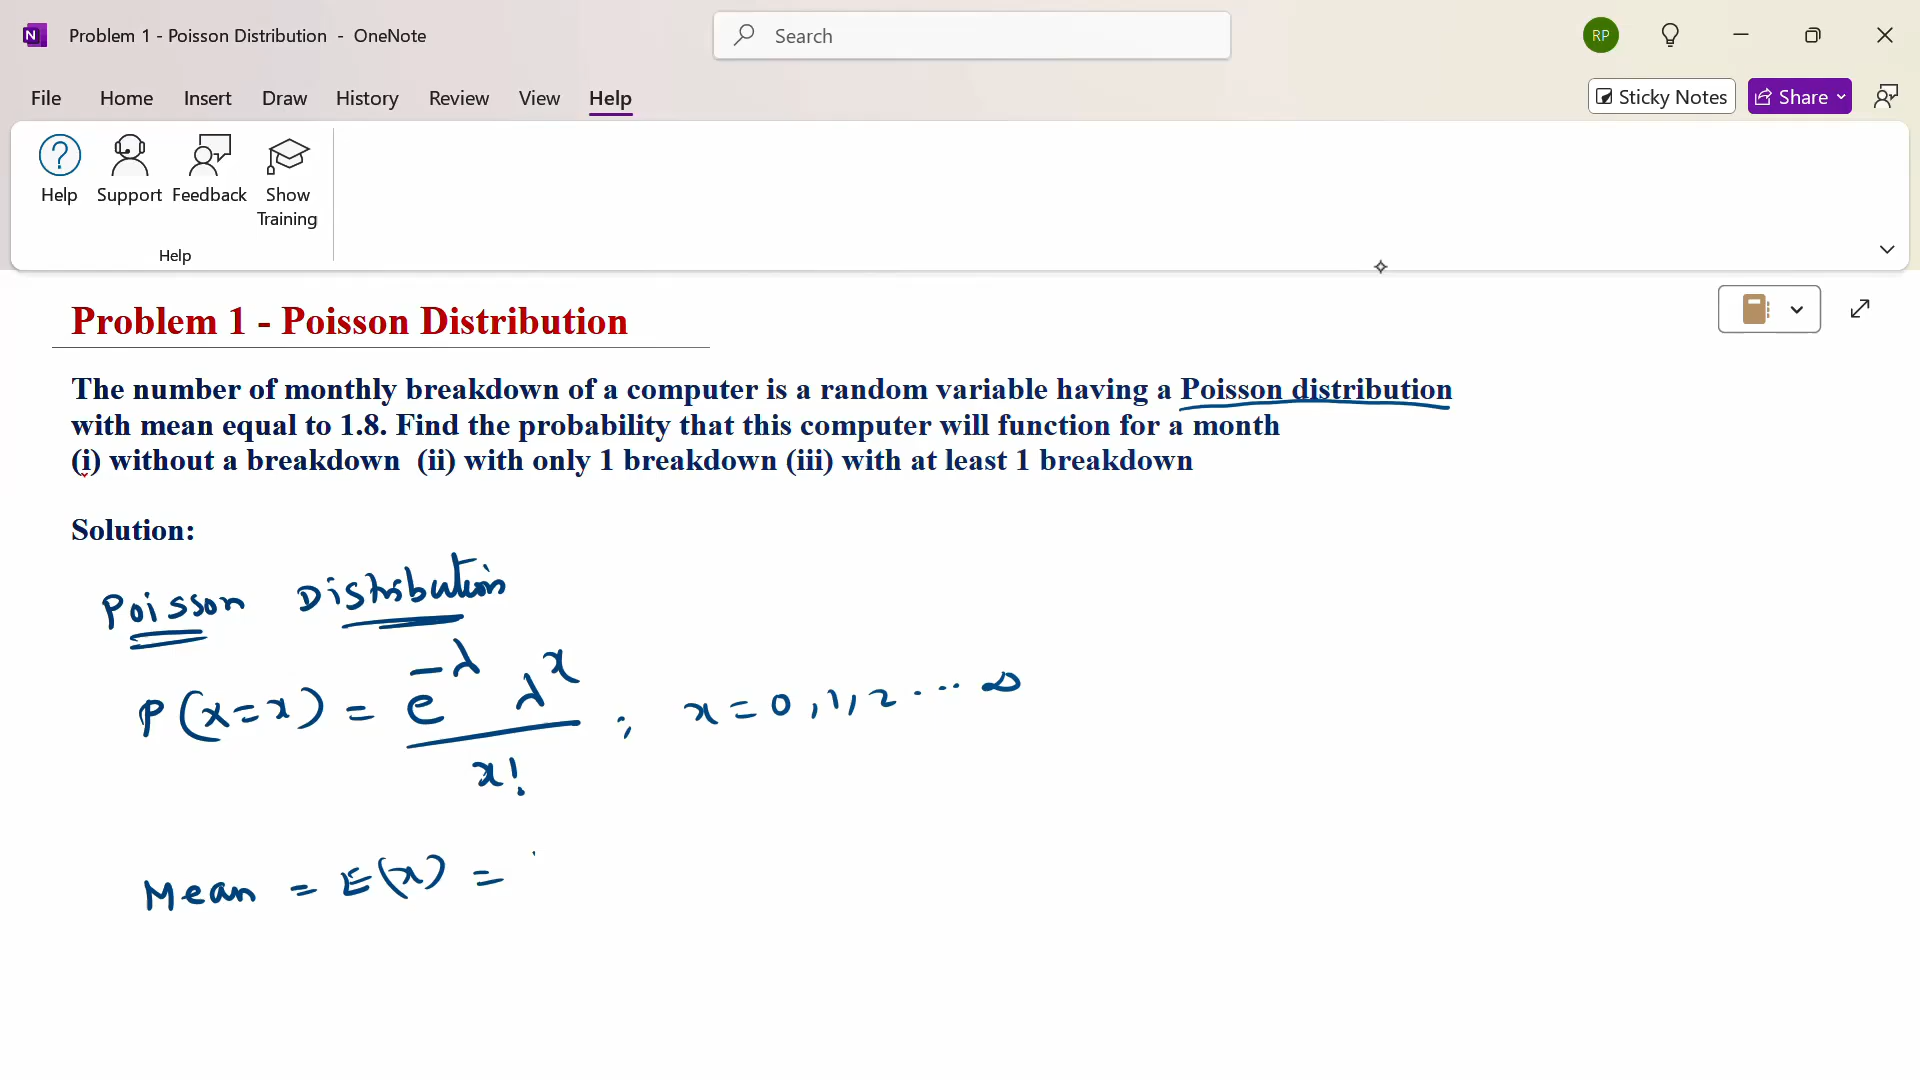 Problem 1 - Poisson Distribution - OneNote
Search
RP
File Home Insert Draw History Review View Help
Sticky Notes Share
Help Support Feedback Show Training
Help
Problem 1 - Poisson Distribution
The number of monthly breakdown of a computer is a random variable having a Poisson distribution
with mean equal to 1.8. Find the probability that this computer will function for a month
(i) without a breakdown (ii) with only 1 breakdown (iii) with at least 1 breakdown
Solution:
Poisson Distribution
P(x=x) = e^-λ λ^x / x! ; x = 0, 1, 2 ... ∞
Mean = E(x) =